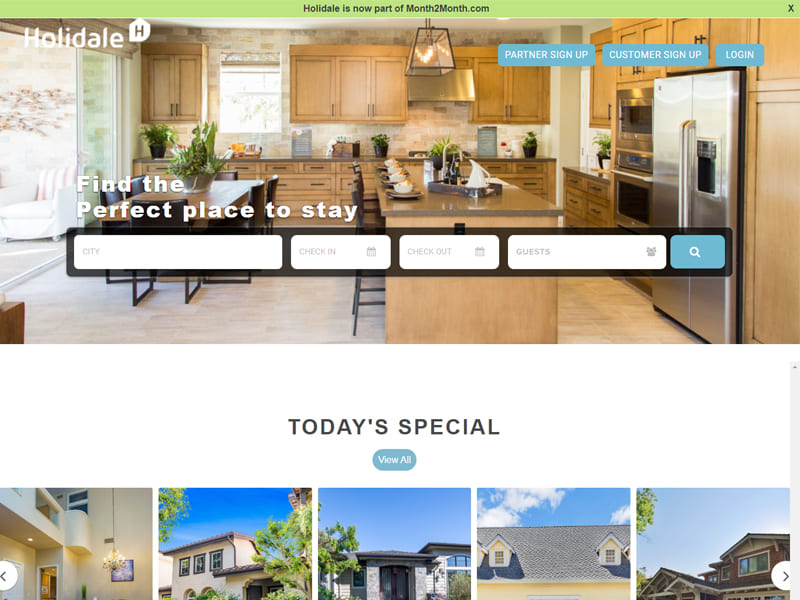 Holidale is now part of Month2Month.com
X
Holidale H
PARTNER SIGN UP
CUSTOMER SIGN UP
LOGIN
Find the
Perfect place to stay
CITY
CHECK IN
CHECK OUT
GUESTS
TODAY'S SPECIAL
View All